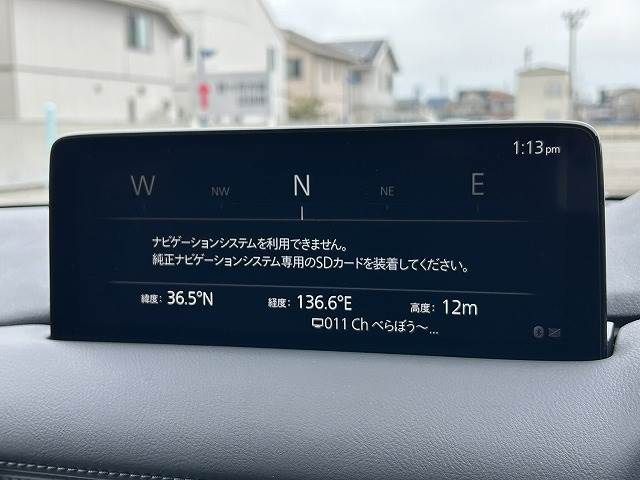 1:13pm
W NW N NE E
ナビゲーションシステムを利用できません。
純正ナビゲーションシステム専用のSDカードを装着してください。
緯度: 36.5°N 経度: 136.6°E 高度: 12m
011 Ch べらぼう〜...